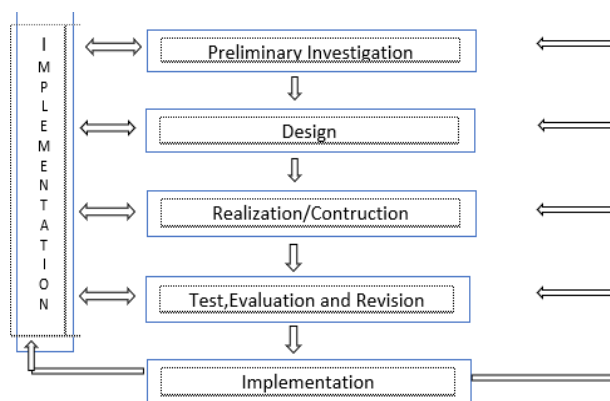 IMPLEMENTATION
Preliminary Investigation
Design
Realization/Contruction
Test,Evaluation and Revision
Implementation